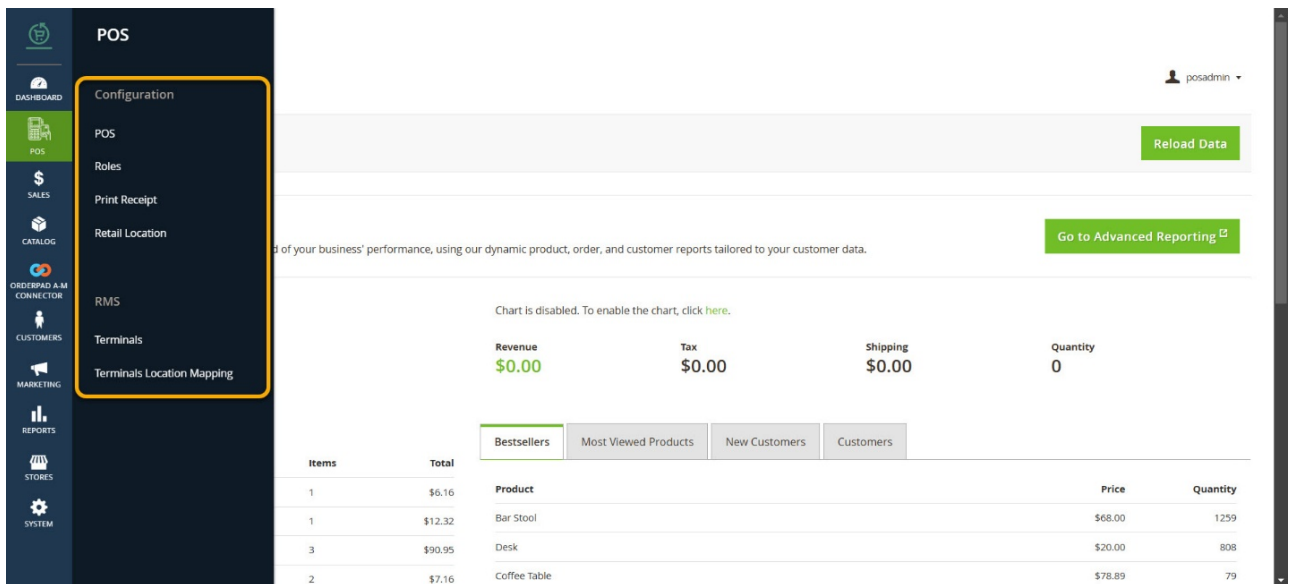 DASHBOARD
POS
SALES
CATALOG
ORDERPAD A-M
CONNECTOR
CUSTOMERS
MARKETING
REPORTS
STORES
SYSTEM
POS
Configuration
POS
Roles
Print Receipt
Retail Location
RMS
Terminals
Terminals Location Mapping
posadmin
Reload Data
of your business' performance, using our dynamic product, order, and customer reports tailored to your customer data.
Go to Advanced Reporting
Chart is disabled. To enable the chart, click here.
Revenue Tax Shipping Quantity
$0.00 $0.00 $0.00 0
Items Total
1 $6.16
1 $12.32
3 $90.95
2 $7.16
Bestsellers Most Viewed Products New Customers Customers
Product Price Quantity
Bar Stool $68.00 1259
Desk $20.00 808
Coffee Table $78.89 79